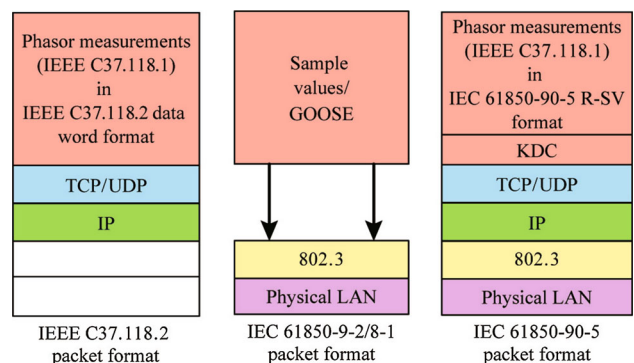 Phasor measurements
(IEEE C37.118.1)
in
IEEE C37.118.2 data
word format
TCP/UDP
IP
IEEE C37.118.2
packet format
Sample
values/
GOOSE
802.3
Physical LAN
IEC 61850-9-2/8-1
packet format
Phasor measurements
(IEEE C37.118.1)
in
IEC 61850-90-5 R-SV
format
KDC
TCP/UDP
IP
802.3
Physical LAN
IEC 61850-90-5
packet format